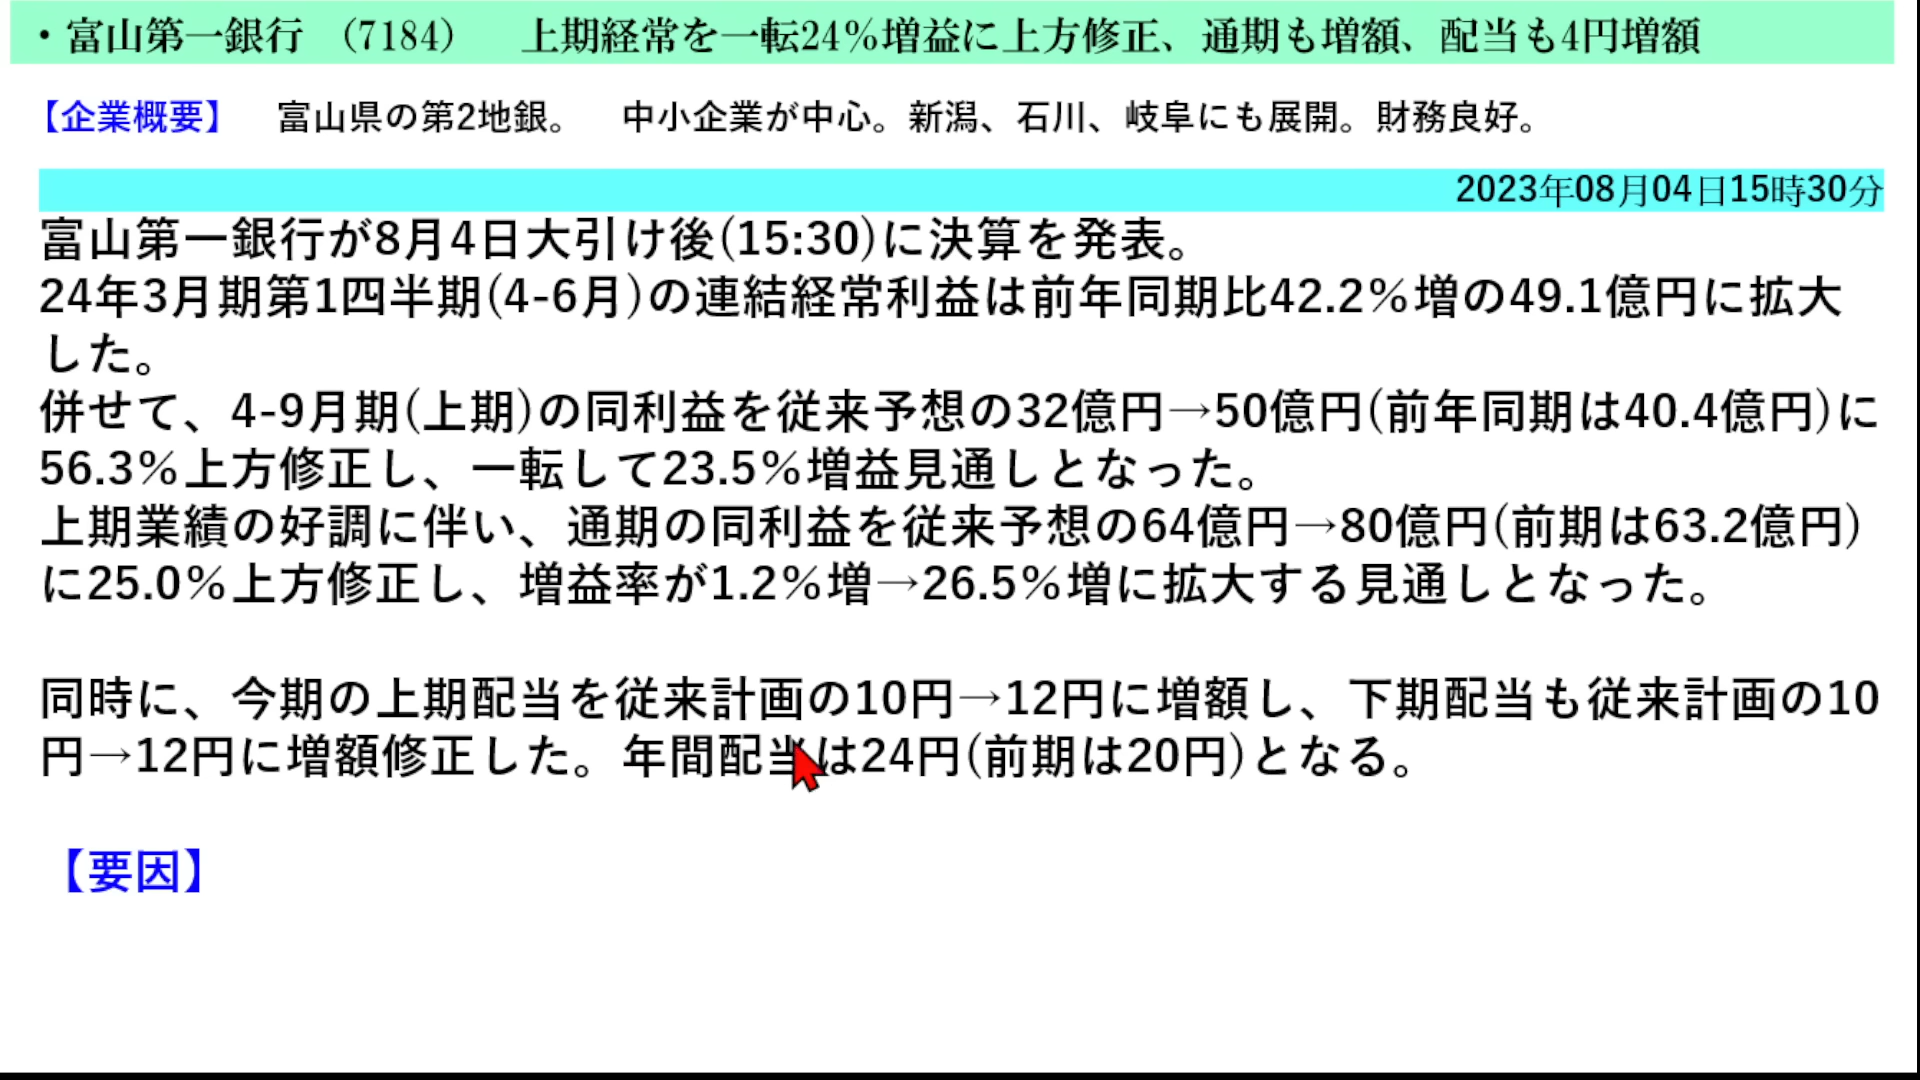 ・富山第一銀行 （7184） 上期経常を一転24%増益に上方修正、通期も増額、配当も4円増額
【企業概要】 富山県の第2地銀。 中小企業が中心。新潟、石川、岐阜にも展開。財務良好。
2023年08月04日15時30分
富山第一銀行が8月4日大引け後(15:30)に決算を発表。
24年3月期第1四半期(4-6月)の連結経常利益は前年同期比42.2%増の49.1億円に拡大
した。
併せて、4-9月期(上期)の同利益を従来予想の32億円→50億円(前年同期は40.4億円)に
56.3%上方修正し、一転して23.5%増益見通しとなった。
上期業績の好調に伴い、通期の同利益を従来予想の64億円→80億円(前期は63.2億円)
に25.0%上方修正し、増益率が1.2%増→26.5%増に拡大する見通しとなった。
同時に、今期の上期配当を従来計画の10円→12円に増額し、下期配当も従来計画の10
円→12円に増額修正した。年間配当は24円(前期は20円)となる。
【要因】